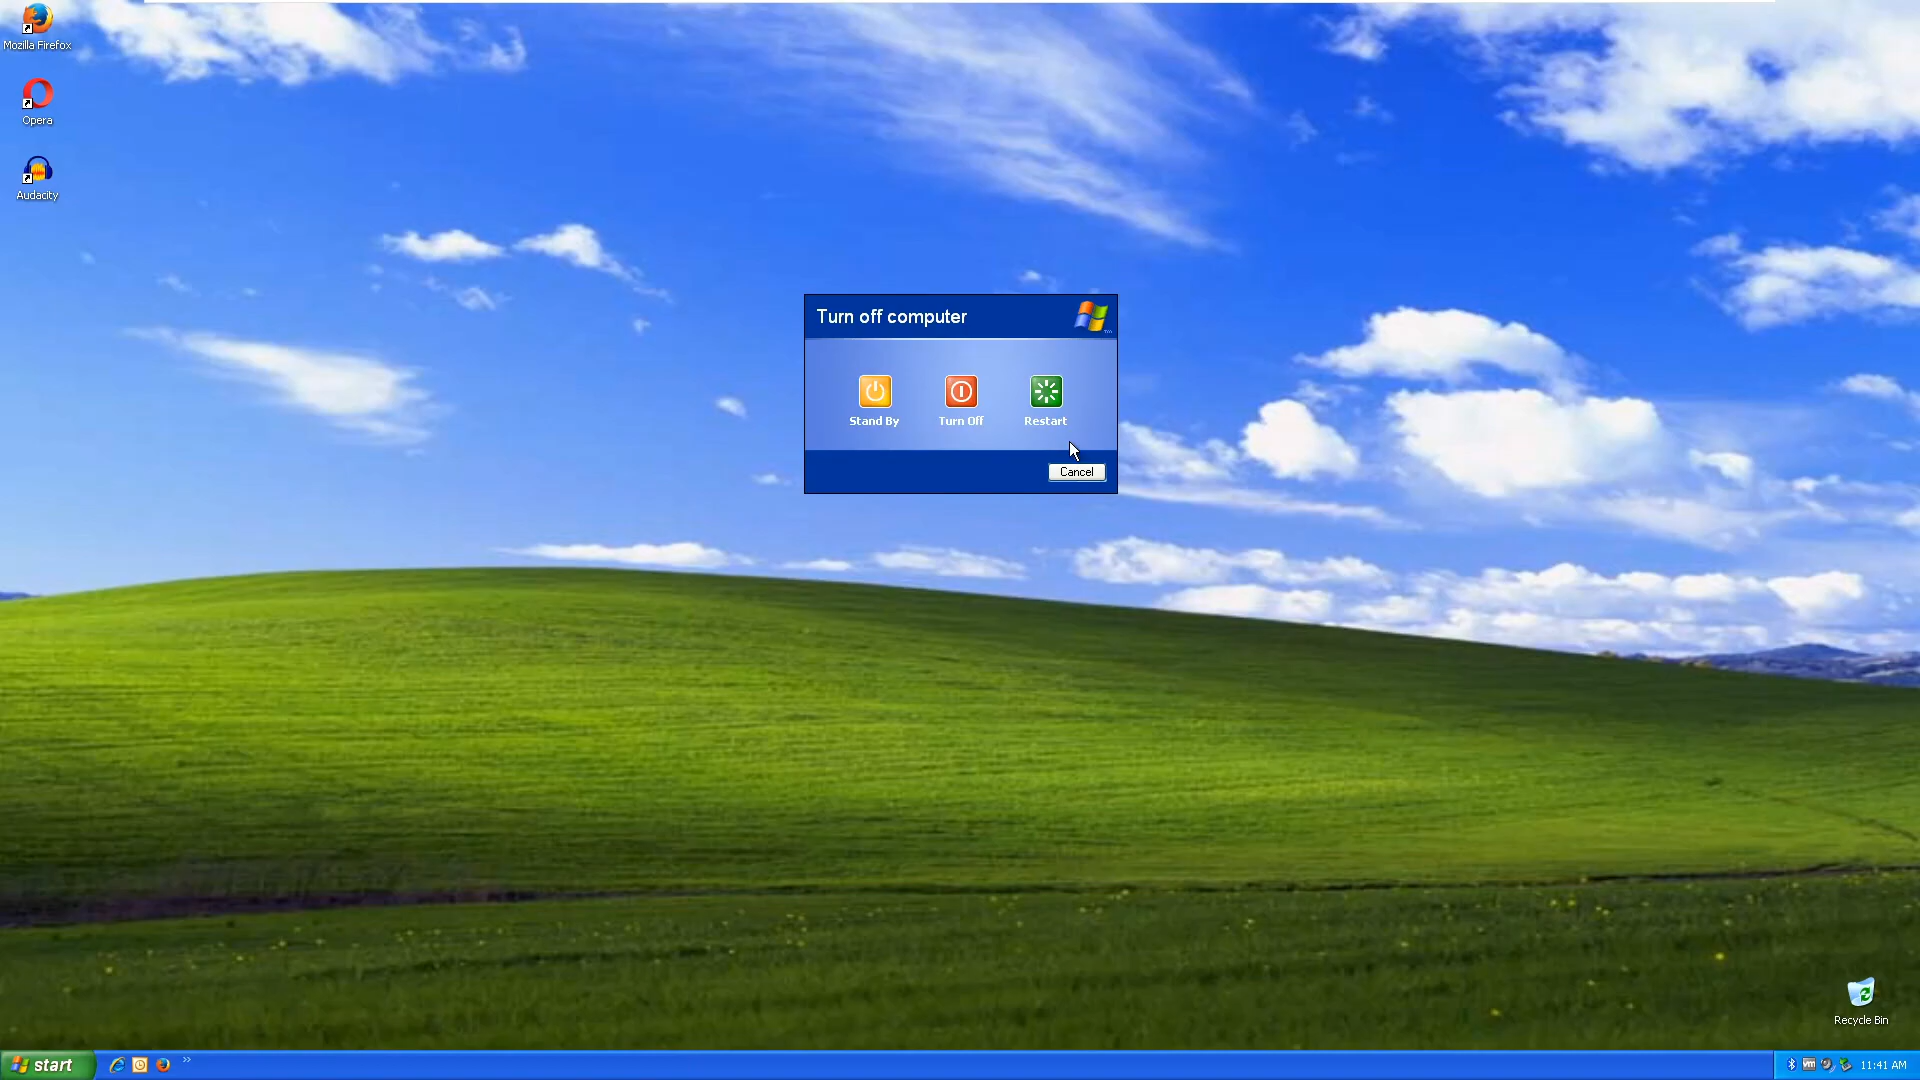 Mozilla Firefox
Opera
Audacity
Turn off computer
Stand By
Turn Off
Restart
Cancel
Recycle Bin
start
vm
11:41 AM